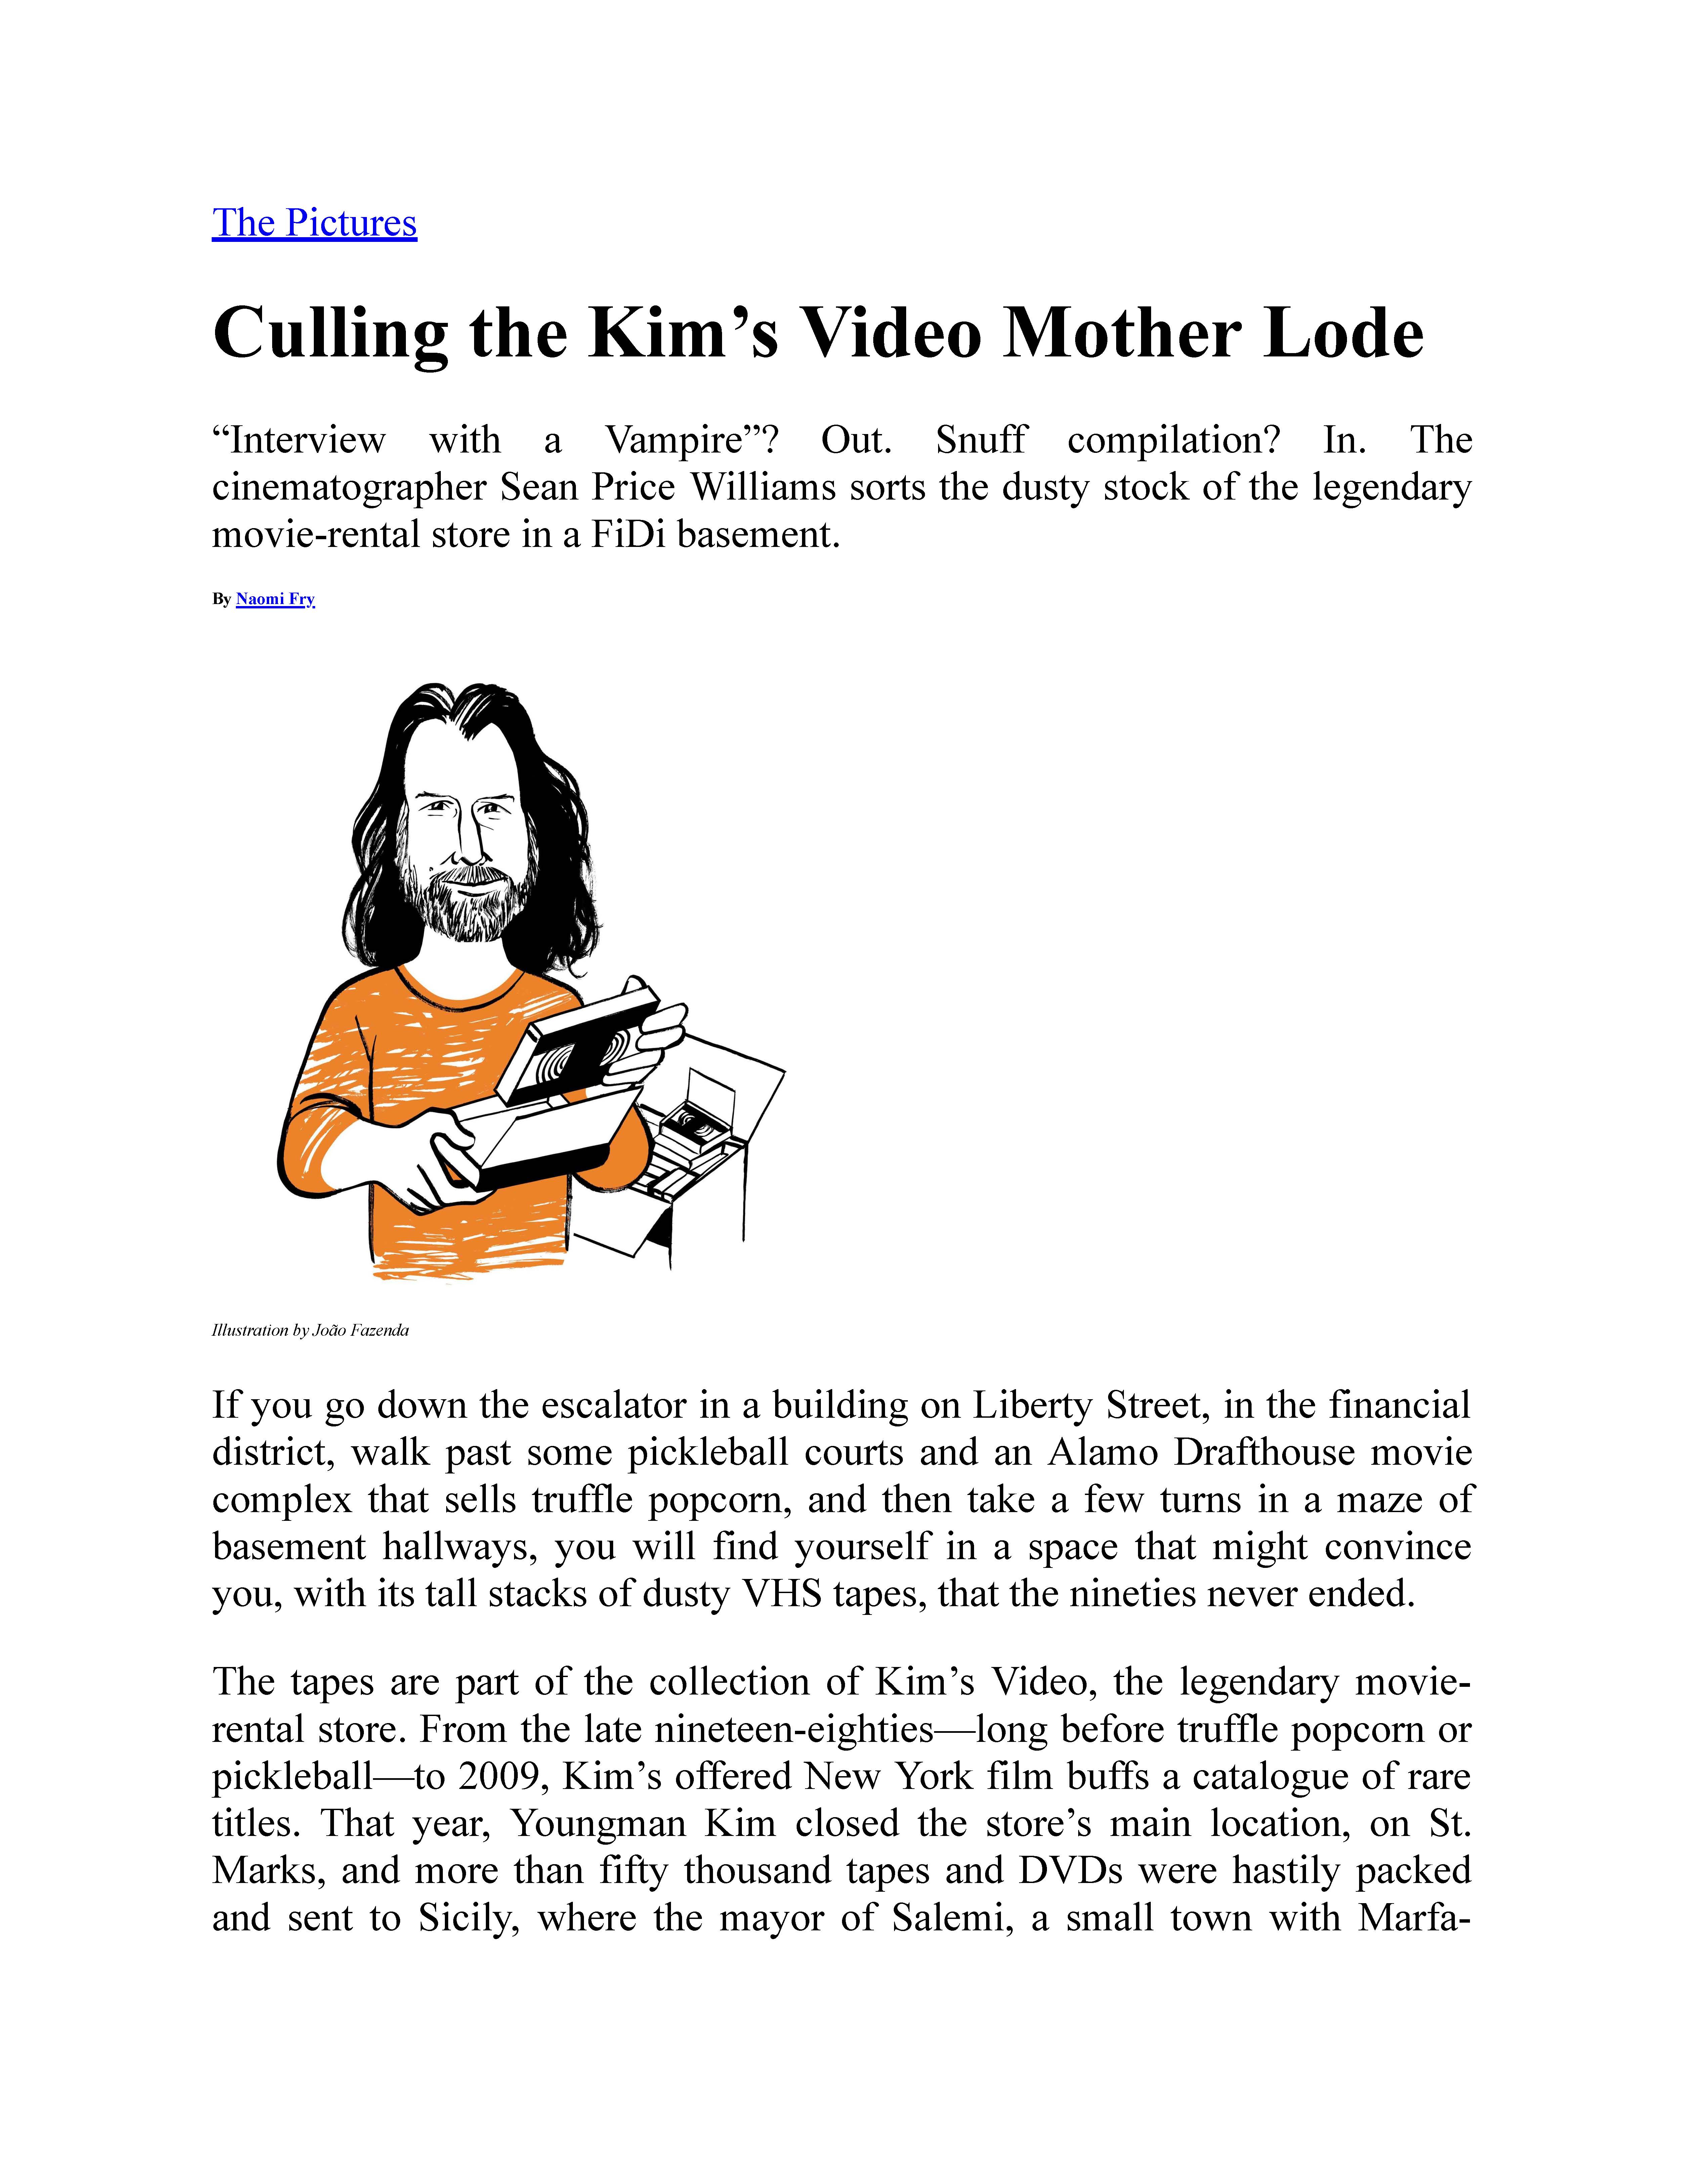 The Pictures
Culling the Kim’s Video Mother Lode
“Interview with a Vampire”? Out. Snuff compilation? In. The
cinematographer Sean Price Williams sorts the dusty stock of the legendary
movie-rental store in a FiDi basement.
By Naomi Fry
Illustration by João Fazenda
If you go down the escalator in a building on Liberty Street, in the financial
district, walk past some pickleball courts and an Alamo Drafthouse movie
complex that sells truffle popcorn, and then take a few turns in a maze of
basement hallways, you will find yourself in a space that might convince
you, with its tall stacks of dusty VHS tapes, that the nineties never ended.
The tapes are part of the collection of Kim’s Video, the legendary movie-
rental store. From the late nineteen-eighties—long before truffle popcorn or
pickleball—to 2009, Kim’s offered New York film buffs a catalogue of rare
titles. That year, Youngman Kim closed the store’s main location, on St.
Marks, and more than fifty thousand tapes and DVDs were hastily packed
and sent to Sicily, where the mayor of Salemi, a small town with Marfa-